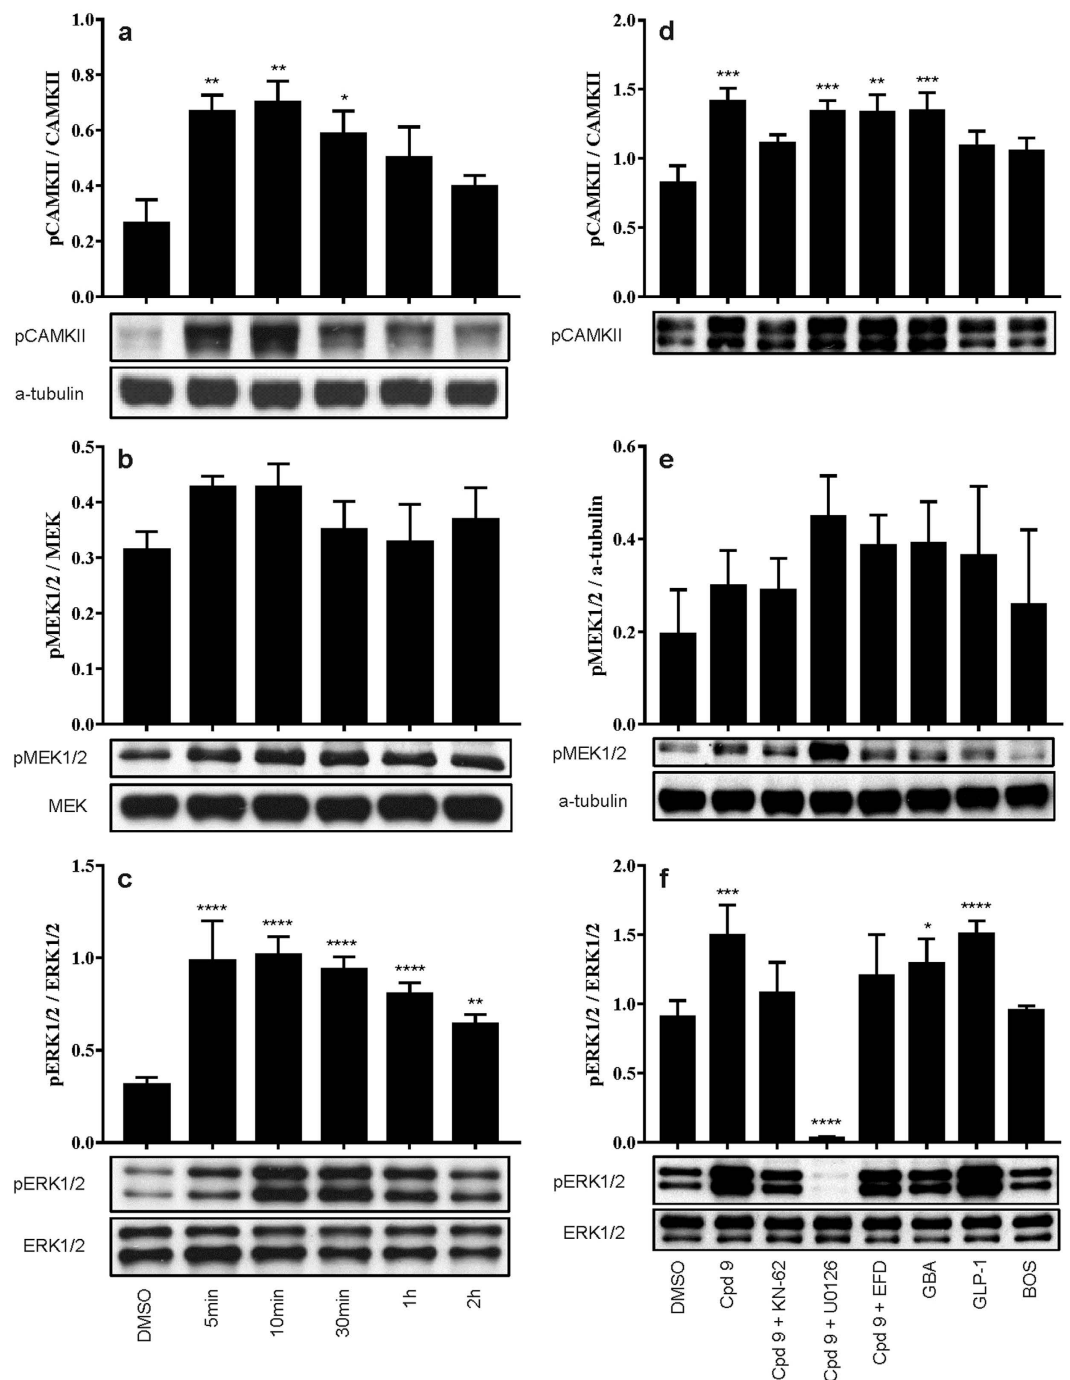 a
pCAMKII / CAMKII
1.0
0.8
0.6
0.4
0.2
0.0
** ** *
pCAMKII
a-tubulin
b
pMEK1/2 / MEK
0.5
0.4
0.3
0.2
0.1
0.0
pMEK1/2
MEK
c
pERK1/2 / ERK1/2
1.5
1.0
0.5
0.0
**** **** **** **** **
pERK1/2
ERK1/2
DMSO
5min
10min
30min
1h
2h
d
pCAMKII / CAMKII
2.0
1.5
1.0
0.5
0.0
*** *** ** ***
pCAMKII
e
pMEK1/2 / a-tubulin
0.6
0.4
0.2
0.0
pMEK1/2
a-tubulin
f
pERK1/2 / ERK1/2
2.0
1.5
1.0
0.5
0.0
*** **** * ****
pERK1/2
ERK1/2
DMSO
Cpd 9
Cpd 9 + KN-62
Cpd 9 + U0126
Cpd 9 + EFD
GBA
GLP-1
BOS